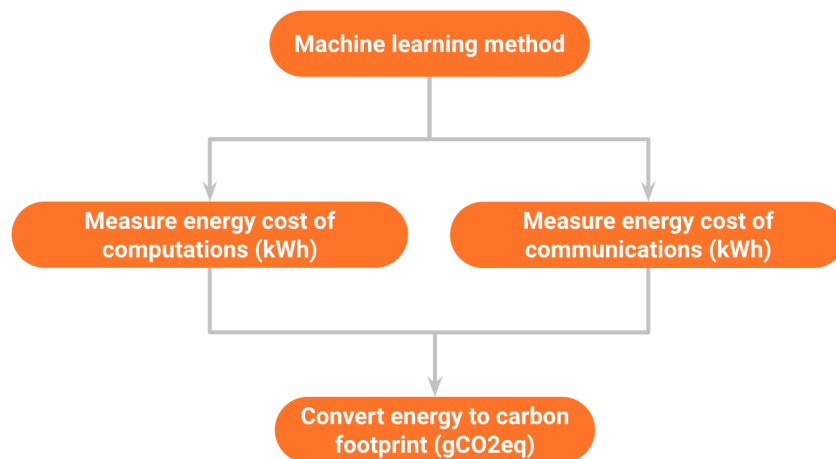 Machine learning method
Measure energy cost of
computations (kWh)
Measure energy cost of
communications (kWh)
Convert energy to carbon
footprint (gCO2eq)